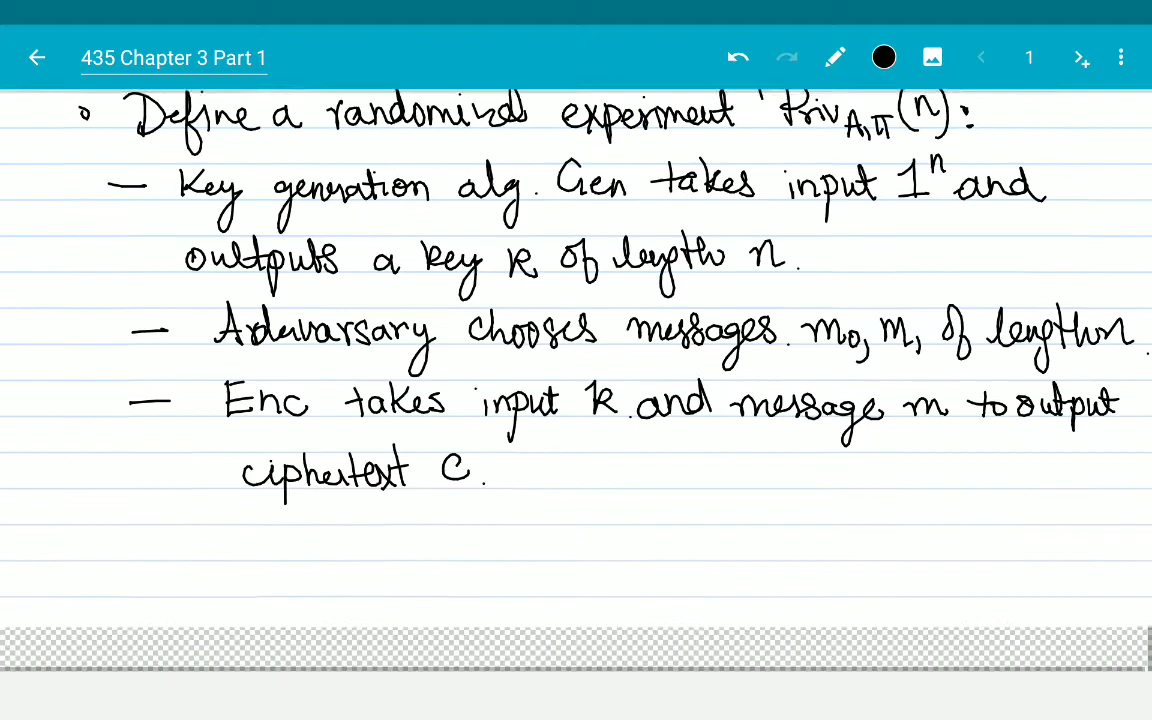 435 Chapter 3 Part 1
1
• Define a randomized experiment PrivA,π(n):
— Key generation alg. Gen takes input 1^n and
outputs a key k of length n.
— Adversary chooses messages m0, m1 of length n.
— Enc takes input k and message m to output
ciphertext c.